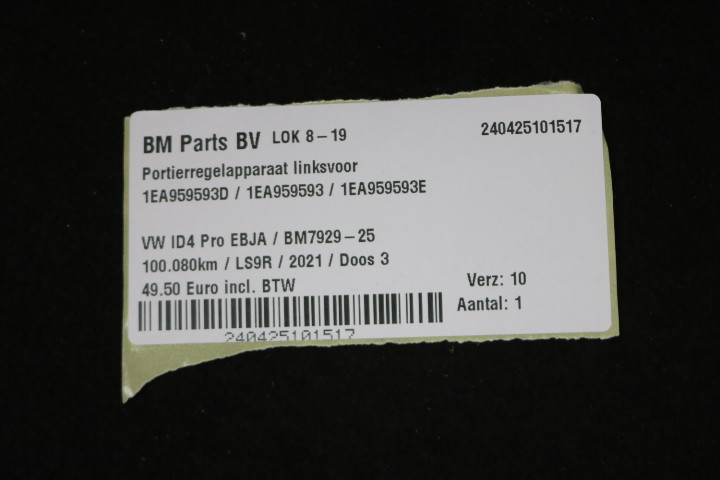 BM Parts BV LOK 8-19 240425101517
Portierregelapparaat linksvoor
1EA959593D / 1EA959593 / 1EA959593E
VW ID4 Pro EBJA / BM7929-25
100.080km / LS9R / 2021 / Doos 3
49.50 Euro incl. BTW Verz: 10
Aantal: 1
240425101517